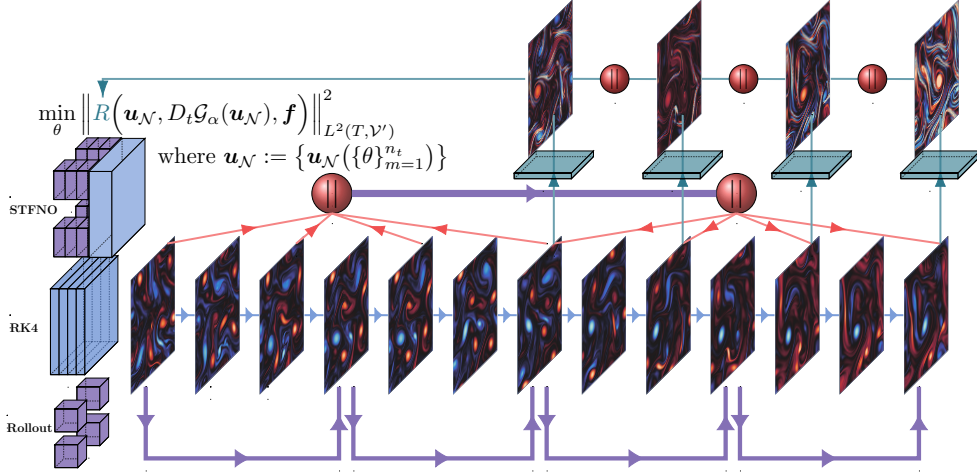 min_θ ‖R(u_𝒩, D_t𝒢_α(u_𝒩), f)‖²_{L²(T,𝒱′)}
where u_𝒩 := {u_𝒩({θ}_{m=1}^{n_t})}
STFNO
RK4
Rollout